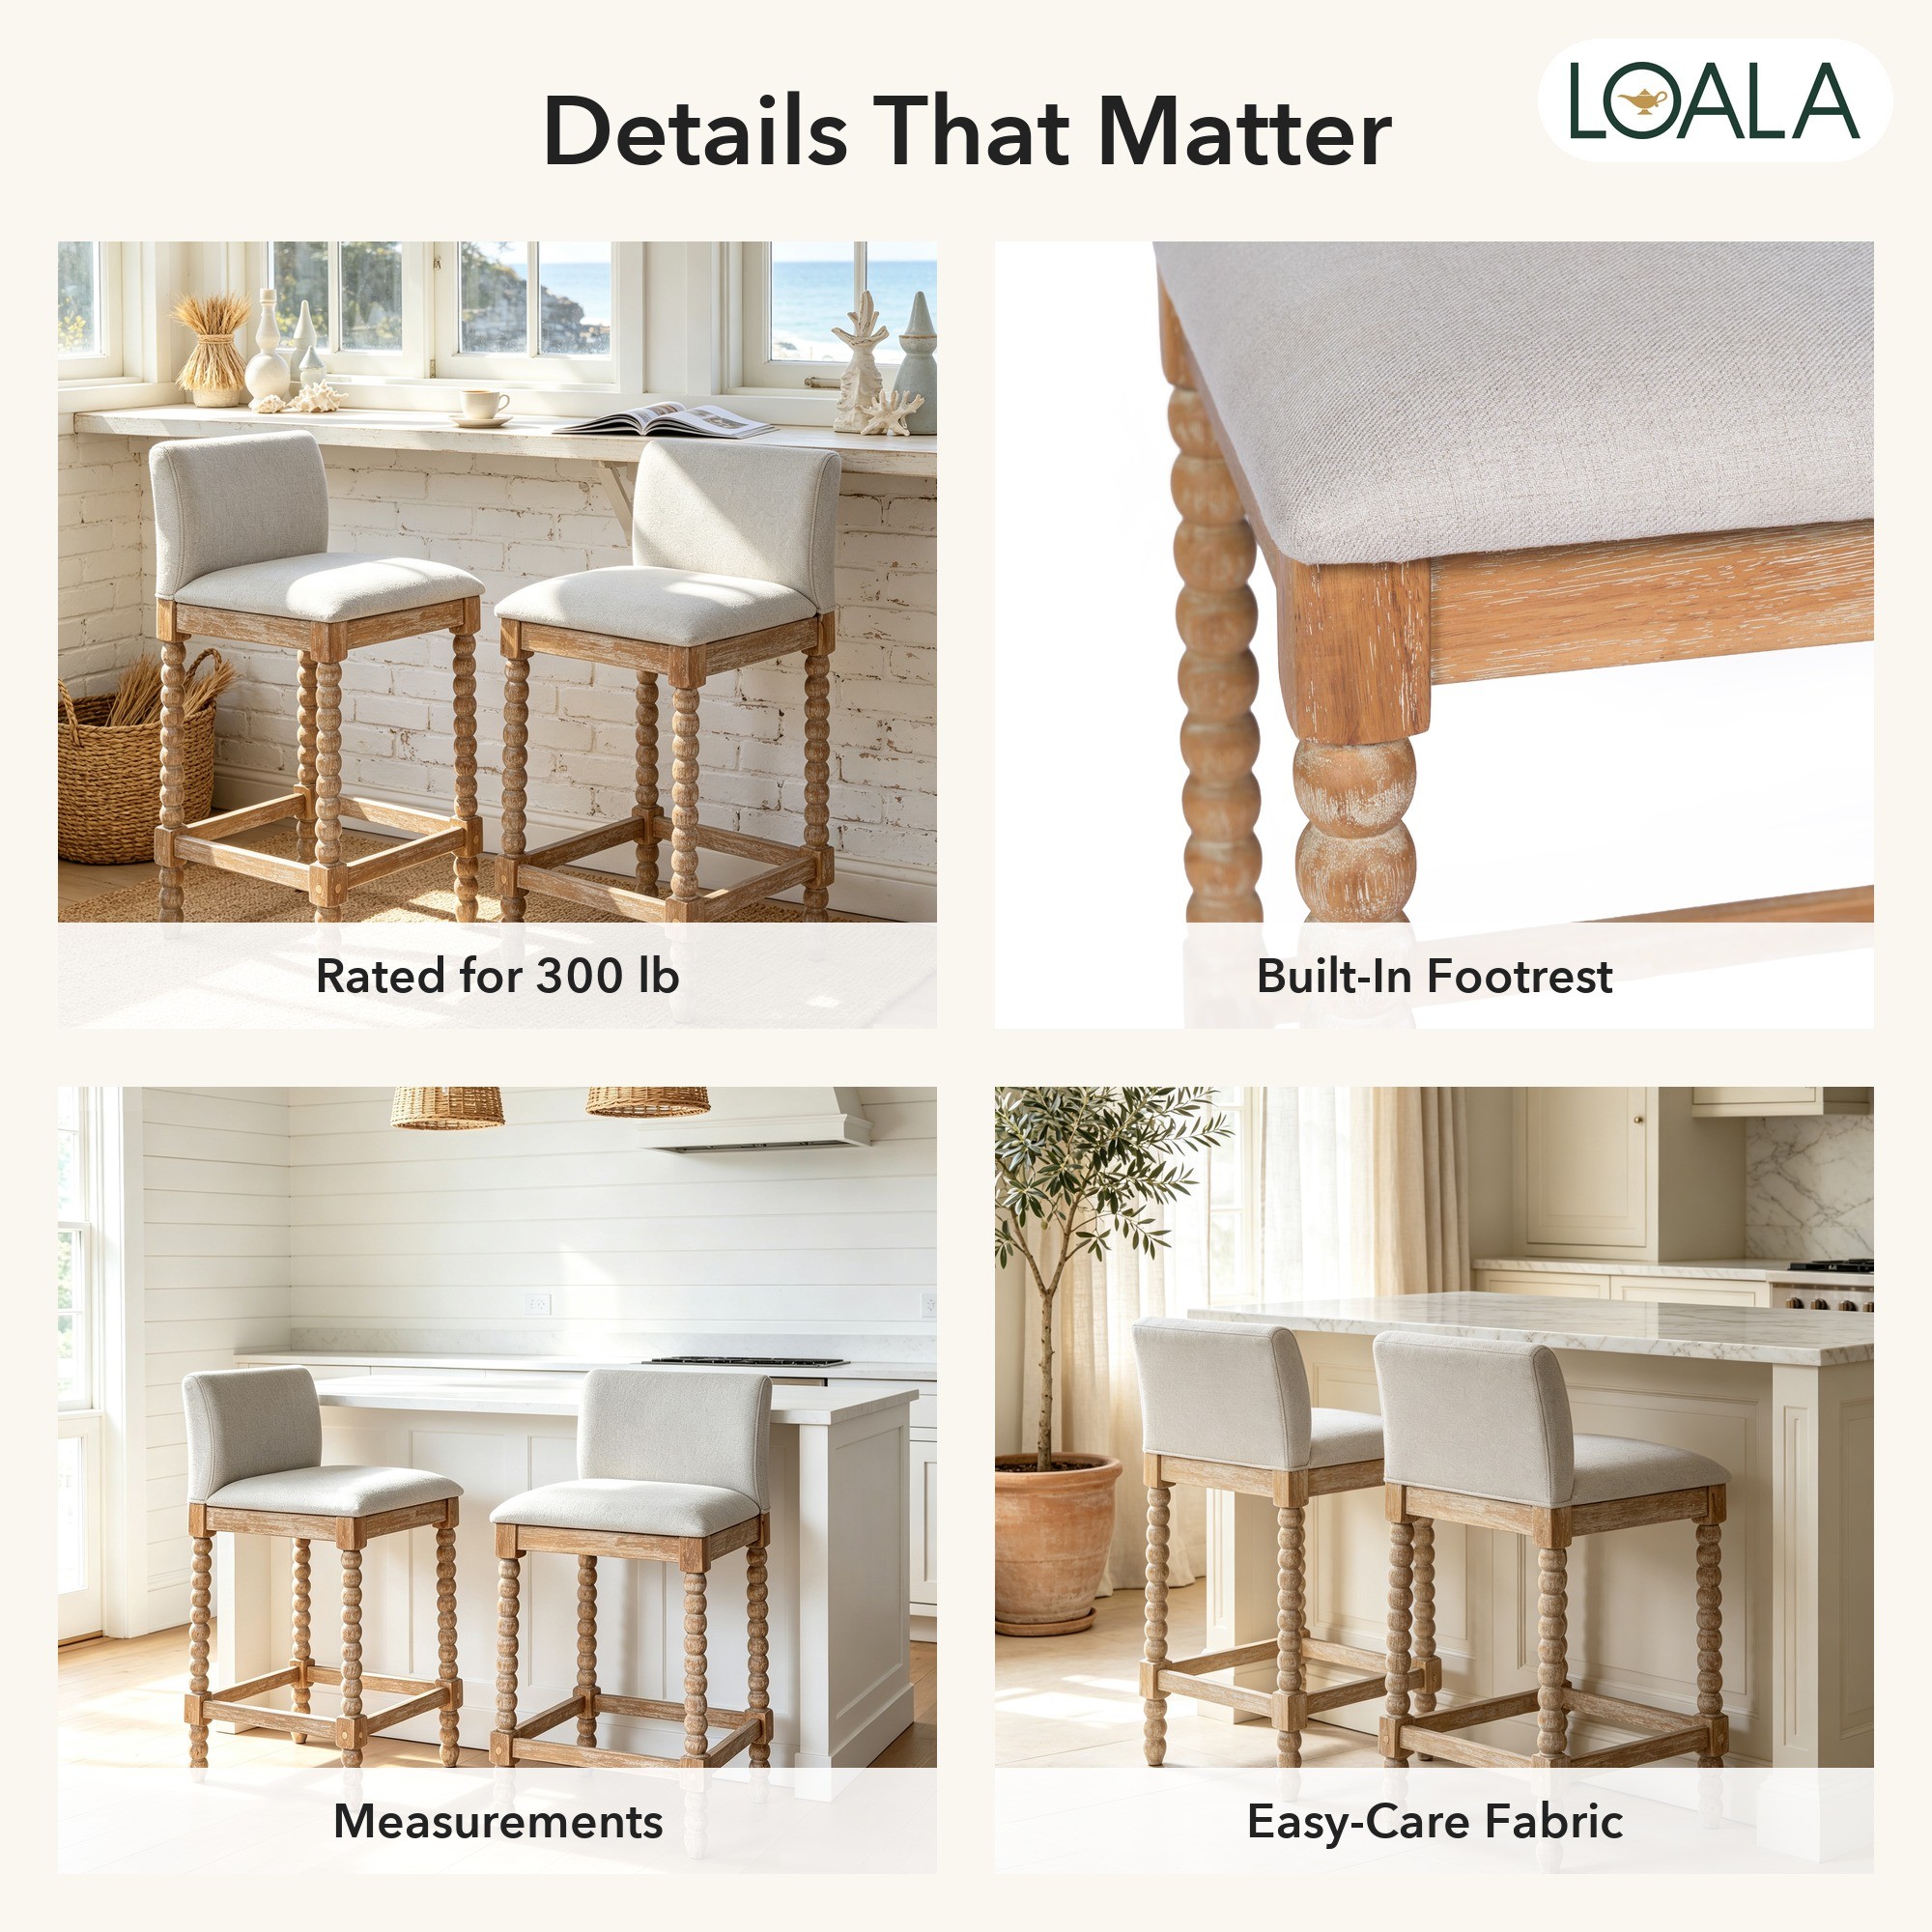 LOALA
Details That Matter
Rated for 300 lb
Built-In Footrest
Measurements
Easy-Care Fabric